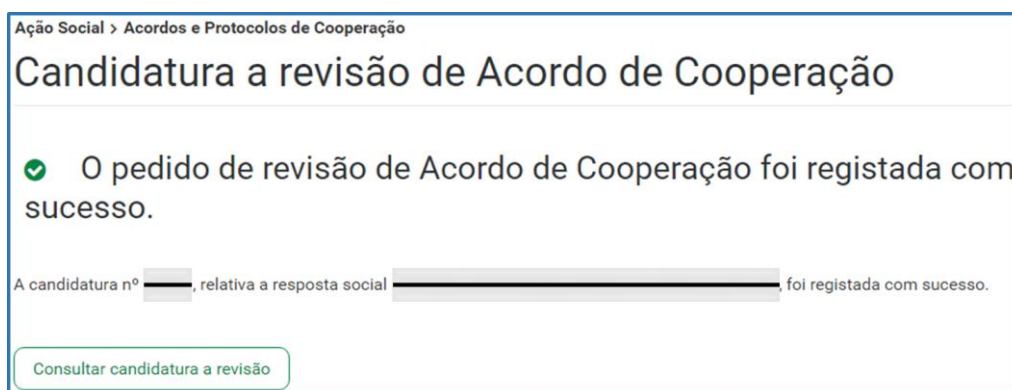 Ação Social > Acordos e Protocolos de Cooperação
Candidatura a revisão de Acordo de Cooperação
O pedido de revisão de Acordo de Cooperação foi registada com
sucesso.
A candidatura nº , relativa a resposta social , foi registada com sucesso.
Consultar candidatura a revisão